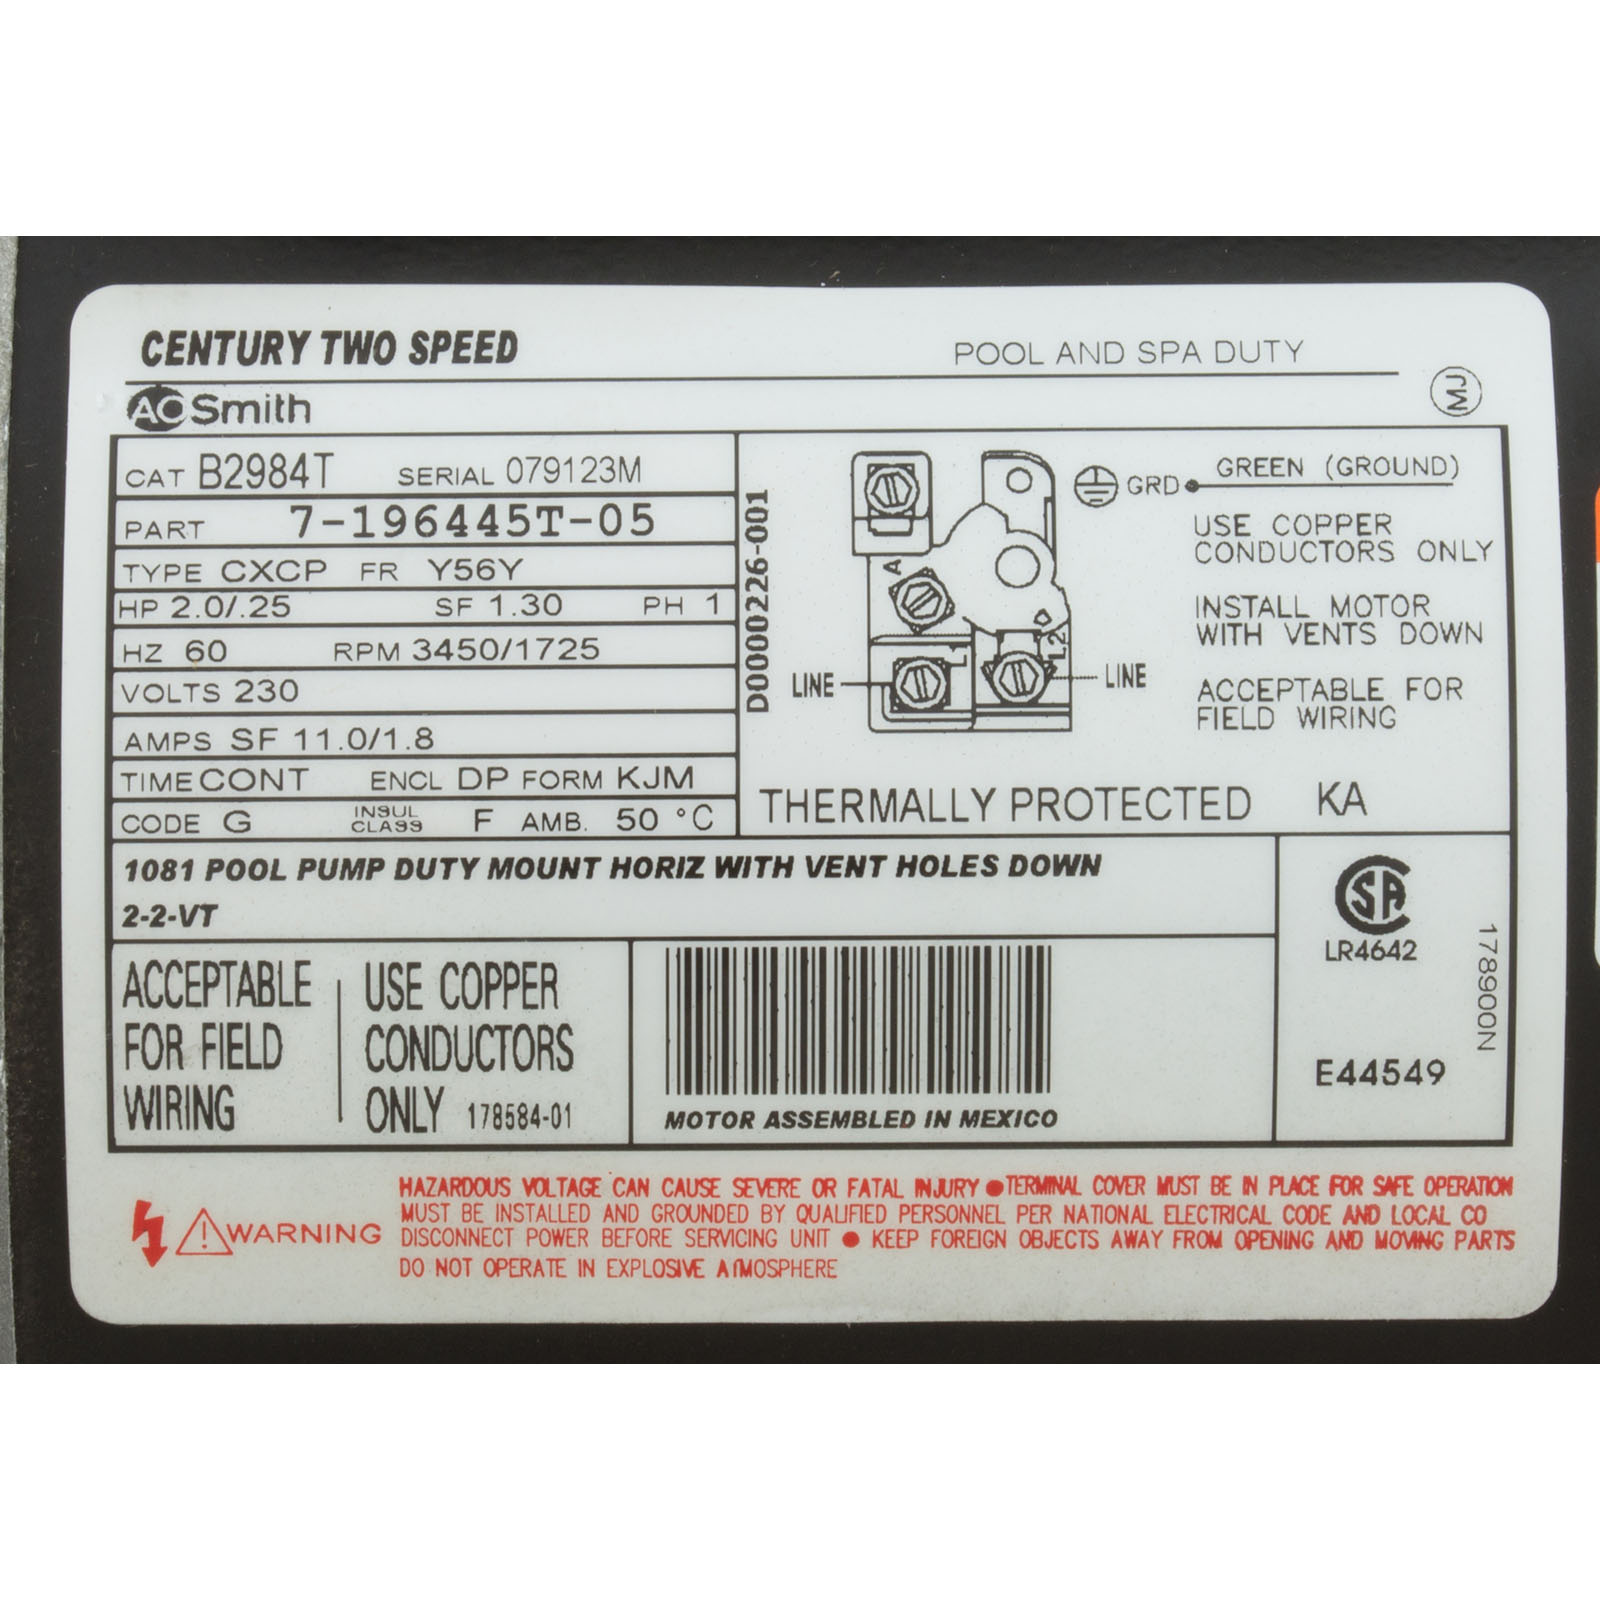 CENTURY TWO SPEED
POOL AND SPA DUTY
MJ
AO Smith
CAT B2984T SERIAL 079123M
PART 7-196445T-05
TYPE CXCP FR Y56Y
HP 2.0/.25 SF 1.30 PH 1
HZ 60 RPM 3450/1725
VOLTS 230
AMPS SF 11.0/1.8
TIME CONT ENCL DP FORM KJM
CODE G INSUL CLASS F AMB. 50 °C
D0000226-001
A
L1
L2
LINE
LINE
GRD
GREEN (GROUND)
USE COPPER
CONDUCTORS ONLY
INSTALL MOTOR
WITH VENTS DOWN
ACCEPTABLE FOR
FIELD WIRING
THERMALLY PROTECTED KA
1081 POOL PUMP DUTY MOUNT HORIZ WITH VENT HOLES DOWN
2-2-VT
ACCEPTABLE
FOR FIELD
WIRING
USE COPPER
CONDUCTORS
ONLY 178584-01
MOTOR ASSEMBLED IN MEXICO
SA
LR4642
E44549
178900N
WARNING
HAZARDOUS VOLTAGE CAN CAUSE SEVERE OR FATAL INJURY ● TERMINAL COVER MUST BE IN PLACE FOR SAFE OPERATION
MUST BE INSTALLED AND GROUNDED BY QUALIFIED PERSONNEL PER NATIONAL ELECTRICAL CODE AND LOCAL CO
DISCONNECT POWER BEFORE SERVICING UNIT ● KEEP FOREIGN OBJECTS AWAY FROM OPENING AND MOVING PARTS
DO NOT OPERATE IN EXPLOSIVE ATMOSPHERE